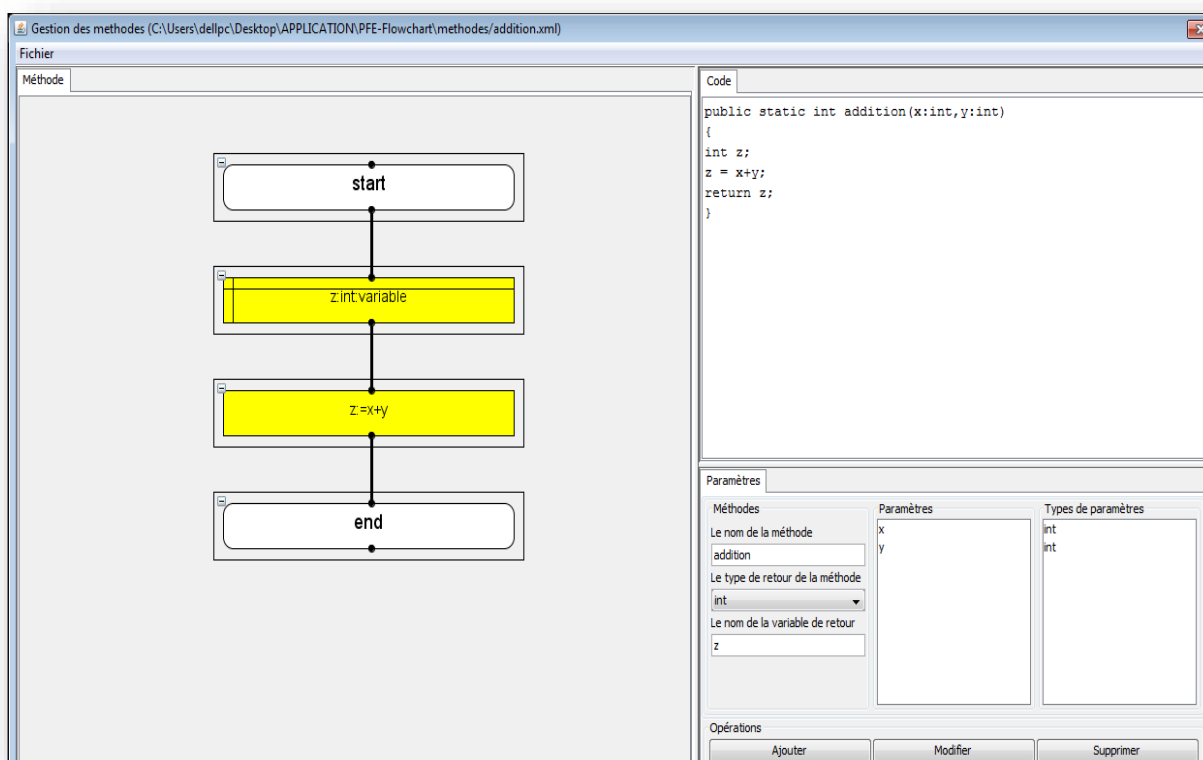 Gestion des methodes (C:\Users\dellpc\Desktop\APPLICATION\PFE-Flowchart\methodes/addition.xml)
Fichier
Méthode
start
z:int:variable
z:=x+y
end
Code
public static int addition(x:int,y:int)
{
int z;
z = x+y;
return z;
}
Paramètres
Méthodes
Le nom de la méthode
addition
Le type de retour de la méthode
int
Le nom de la variable de retour
z
Paramètres
x
y
Types de paramètres
int
int
Opérations
Ajouter
Modifier
Supprimer